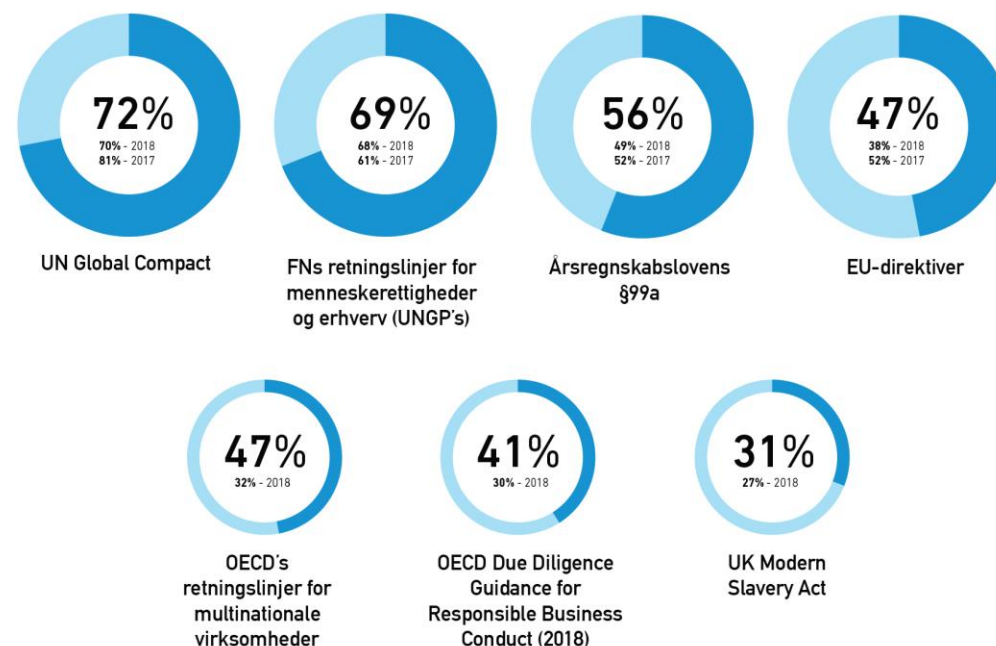 72%
70% - 2018
81% - 2017
UN Global Compact
69%
68% - 2018
61% - 2017
FNs retningslinjer for
menneskerettigheder
og erhverv (UNGP's)
56%
49% - 2018
52% - 2017
Årsregnskabslovens
§99a
47%
38% - 2018
52% - 2017
EU-direktiver
47%
32% - 2018
OECD's
retningslinjer for
multinationale
virksomheder
41%
30% - 2018
OECD Due Diligence
Guidance for
Responsible Business
Conduct (2018)
31%
27% - 2018
UK Modern
Slavery Act